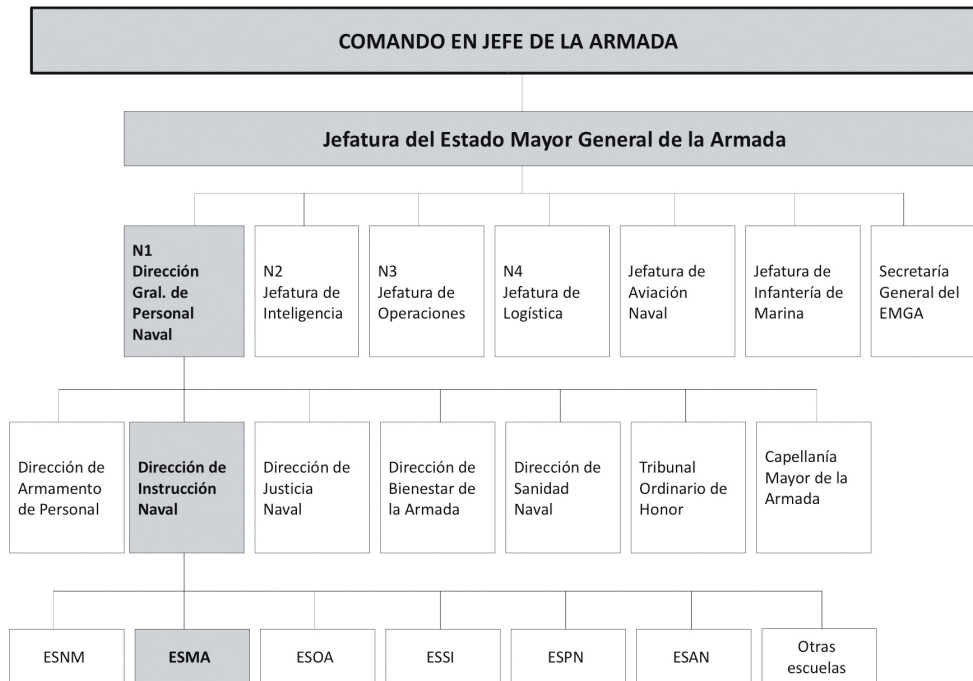 COMANDO EN JEFE DE LA ARMADA
Jefatura del Estado Mayor General de la Armada
N1
Dirección
Gral. de
Personal
Naval
N2
Jefatura de
Inteligencia
N3
Jefatura de
Operaciones
N4
Jefatura de
Logística
Jefatura de
Aviación
Naval
Jefatura de
Infantería de
Marina
Secretaría
General del
EMGA
Dirección de
Armamento
de Personal
Dirección de
Instrucción
Naval
Dirección de
Justicia
Naval
Dirección de
Bienestar de
la Armada
Dirección de
Sanidad
Naval
Tribunal
Ordinario de
Honor
Capellanía
Mayor de la
Armada
ESNM
ESMA
ESOA
ESSI
ESPN
ESAN
Otras
escuelas